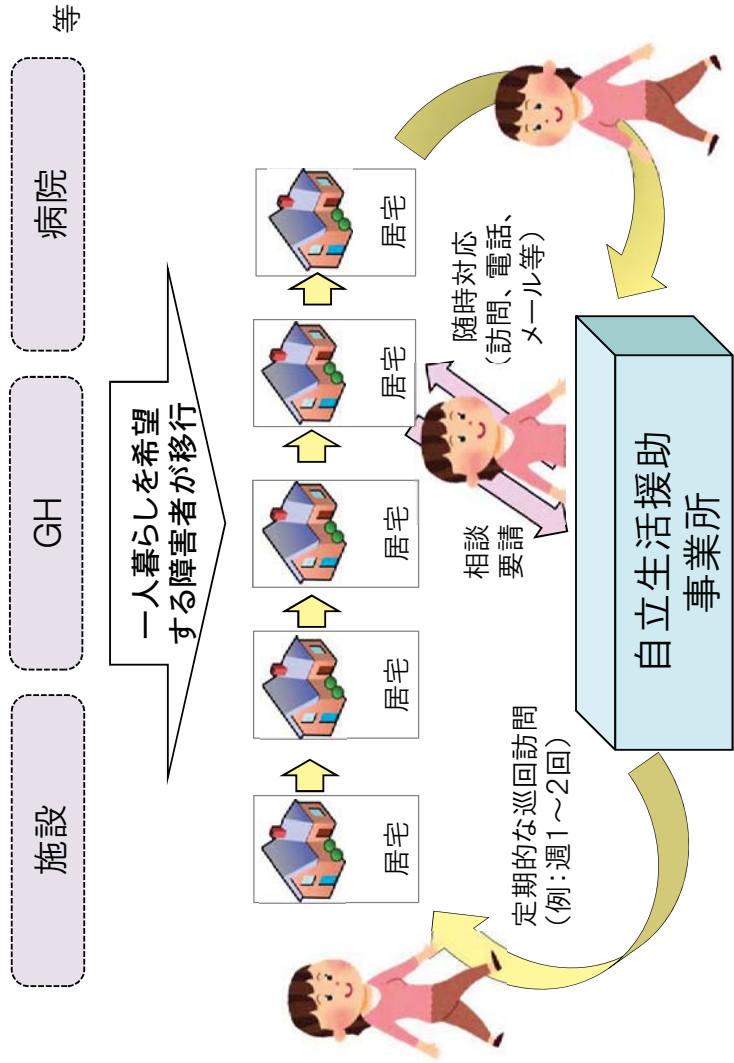 施設
GH
病院
等
一人暮らしを希望
する障害者が移行
居宅
居宅
居宅
居宅
居宅
定期的な巡回訪問
（例：週1～2回）
相談
要請
随時対応
（訪問、電話、
メール等）
自立生活援助
事業所